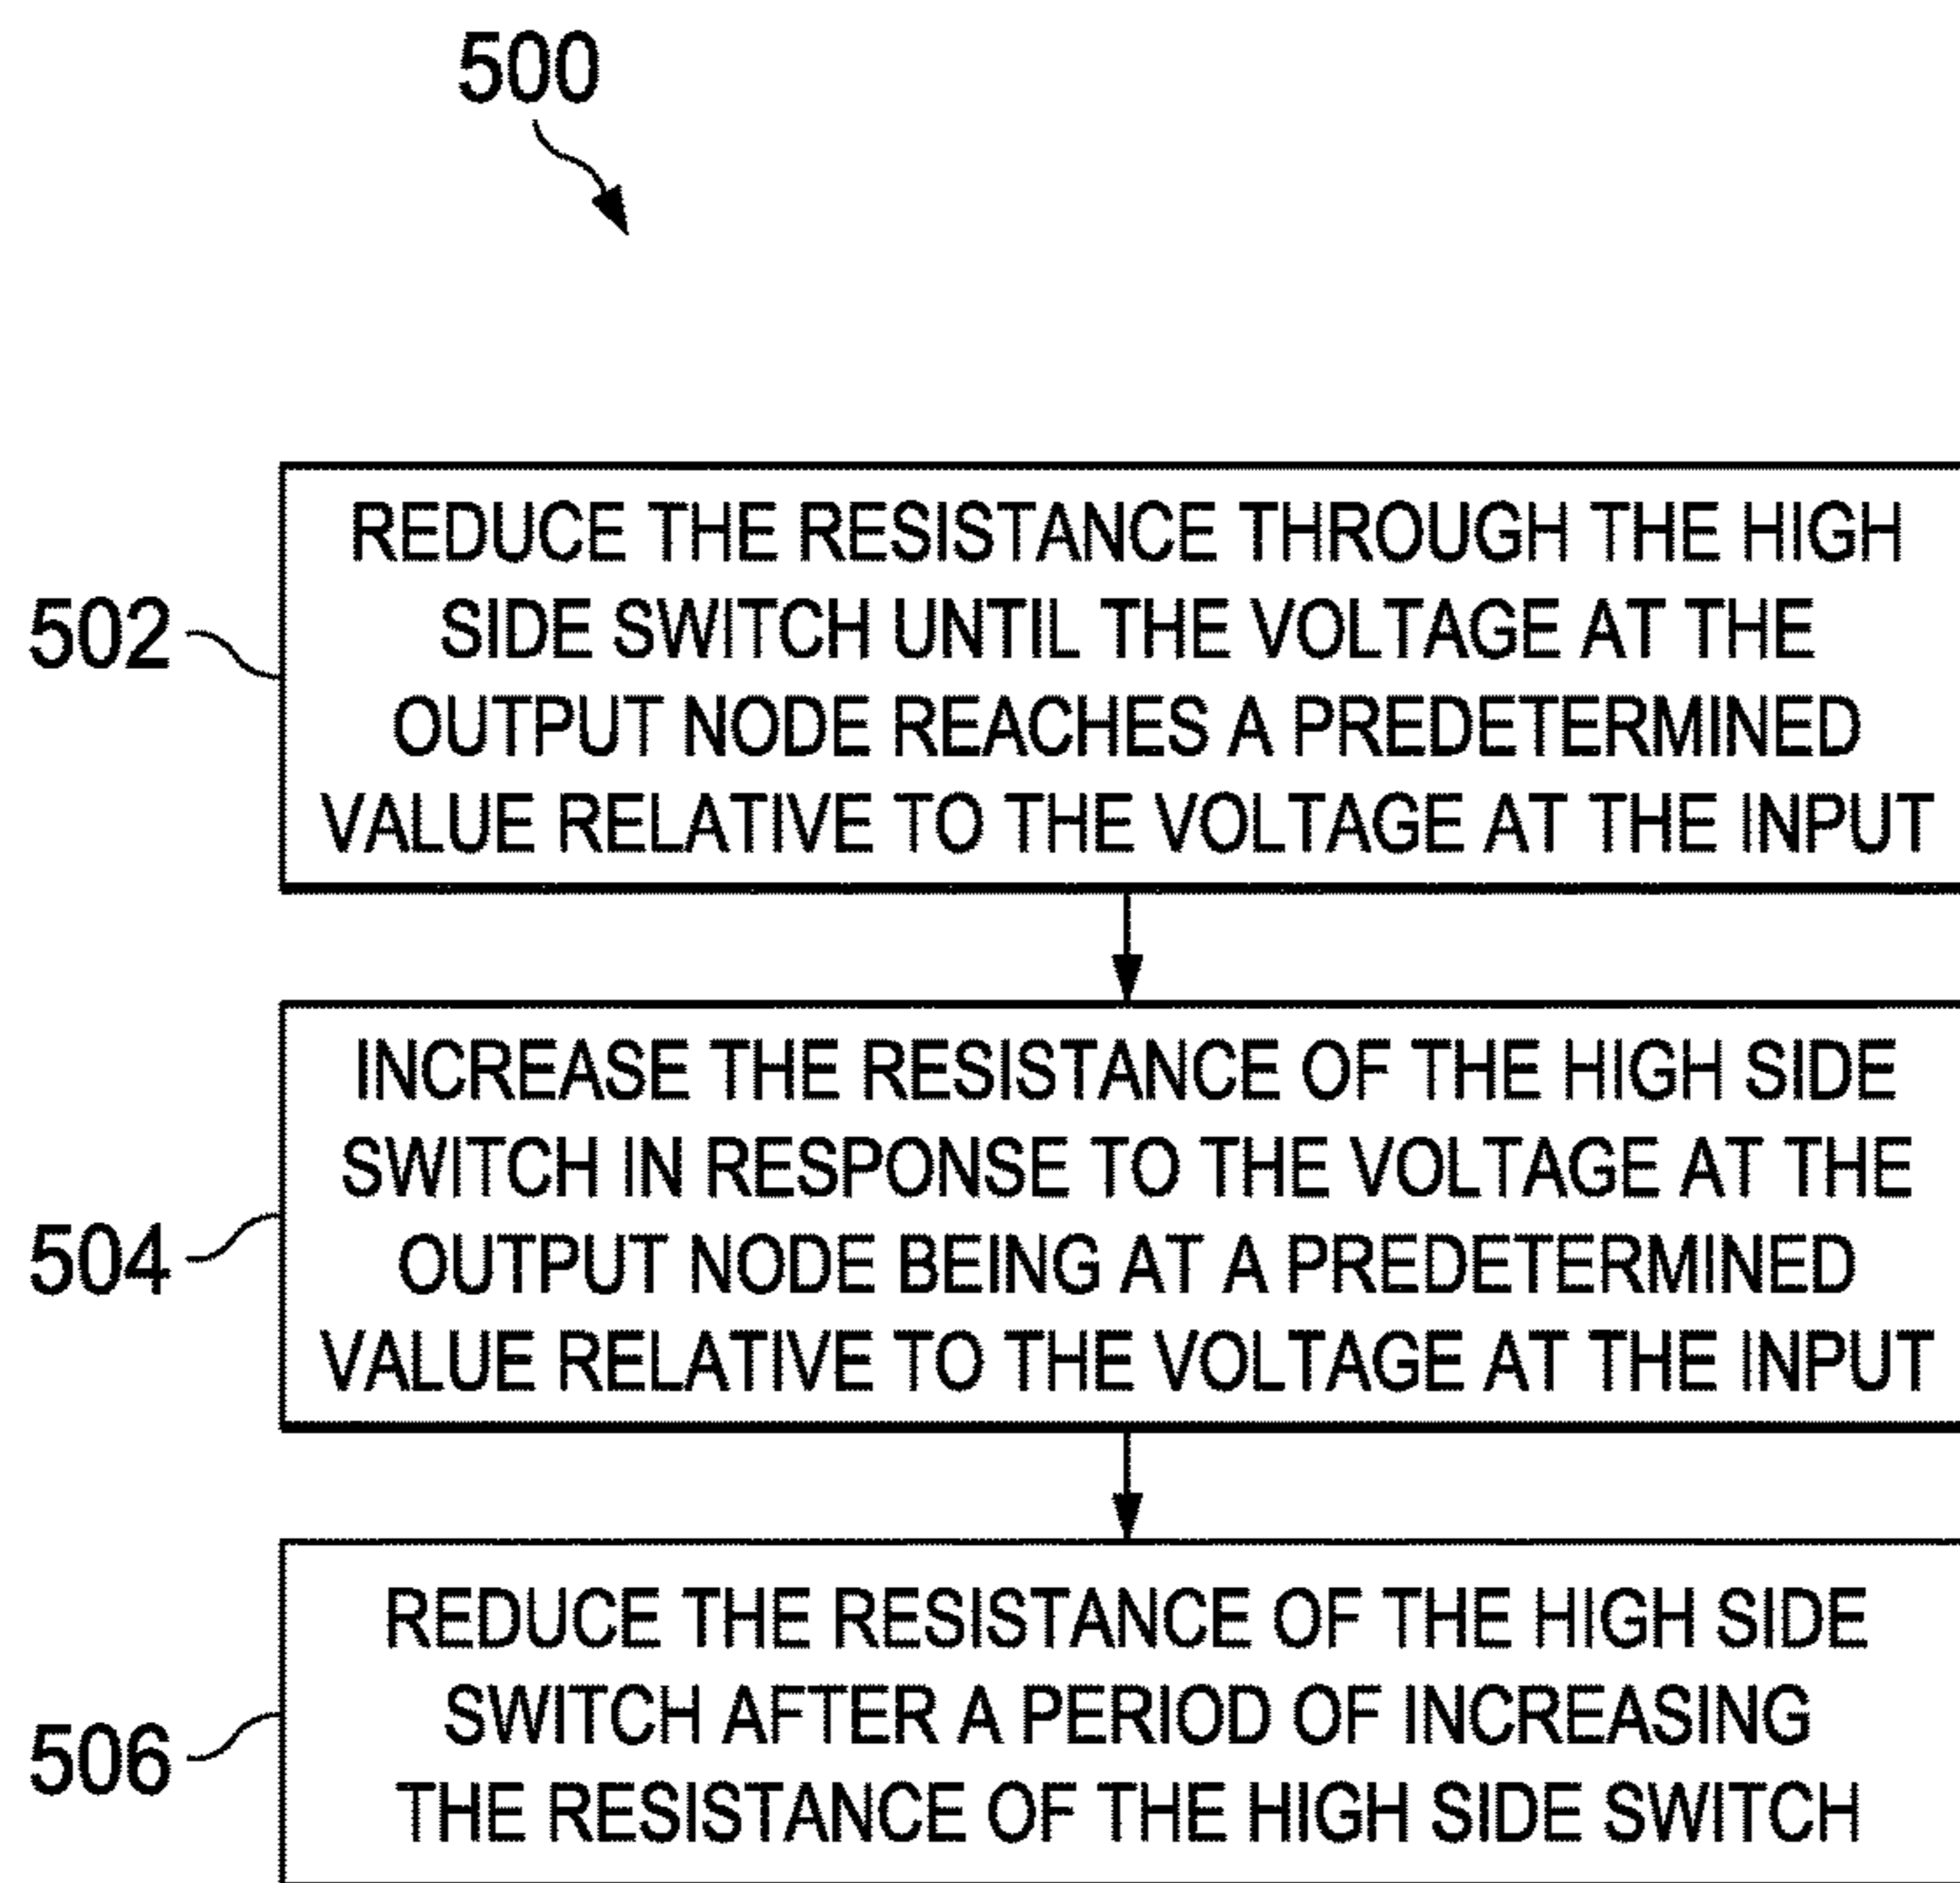 500
502
REDUCE THE RESISTANCE THROUGH THE HIGH
SIDE SWITCH UNTIL THE VOLTAGE AT THE
OUTPUT NODE REACHES A PREDETERMINED
VALUE RELATIVE TO THE VOLTAGE AT THE INPUT
504
INCREASE THE RESISTANCE OF THE HIGH SIDE
SWITCH IN RESPONSE TO THE VOLTAGE AT THE
OUTPUT NODE BEING AT A PREDETERMINED
VALUE RELATIVE TO THE VOLTAGE AT THE INPUT
506
REDUCE THE RESISTANCE OF THE HIGH SIDE
SWITCH AFTER A PERIOD OF INCREASING
THE RESISTANCE OF THE HIGH SIDE SWITCH